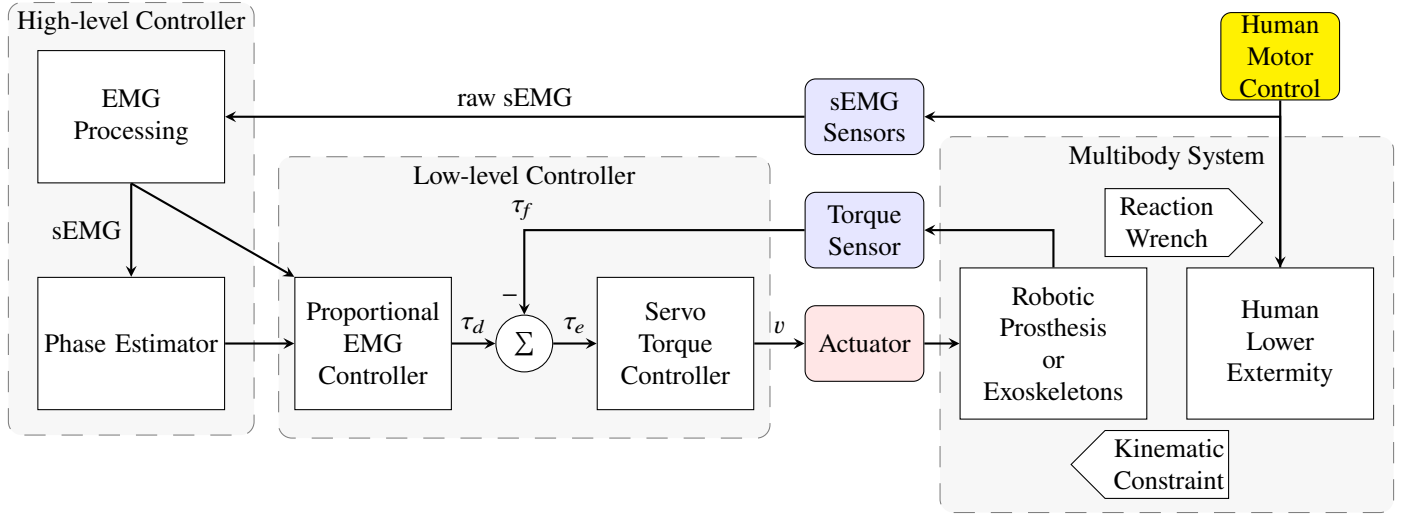 High-level Controller
EMG
Processing
sEMG
Phase Estimator
raw sEMG
Low-level Controller
τ_f
Proportional
EMG
Controller
τ_d
−
Σ
τ_e
Servo
Torque
Controller
v
sEMG
Sensors
Torque
Sensor
Actuator
Human
Motor
Control
Multibody System
Reaction
Wrench
Robotic
Prosthesis
or
Exoskeletons
Human
Lower
Extermity
Kinematic
Constraint